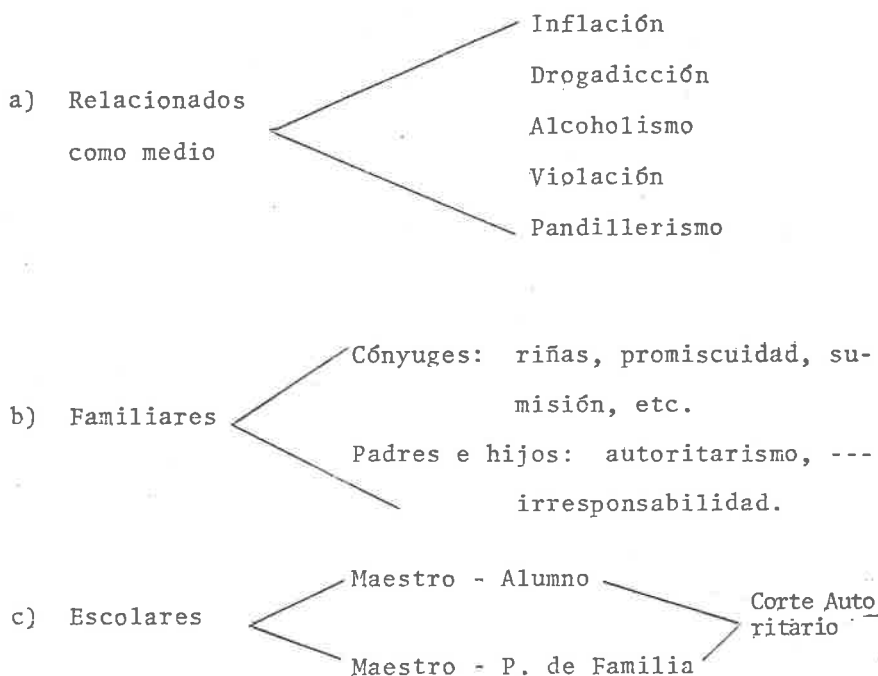 Inflación
a) Relacionados
como medio
Drogadicción
Alcoholismo
Violación
Pandillerismo
b) Familiares
Cónyuges: riñas, promiscuidad, su-
misión, etc.
Padres e hijos: autoritarismo, ---
irresponsabilidad.
c) Escolares
Maestro - Alumno
Maestro - P. de Familia
Corte Auto
ritario